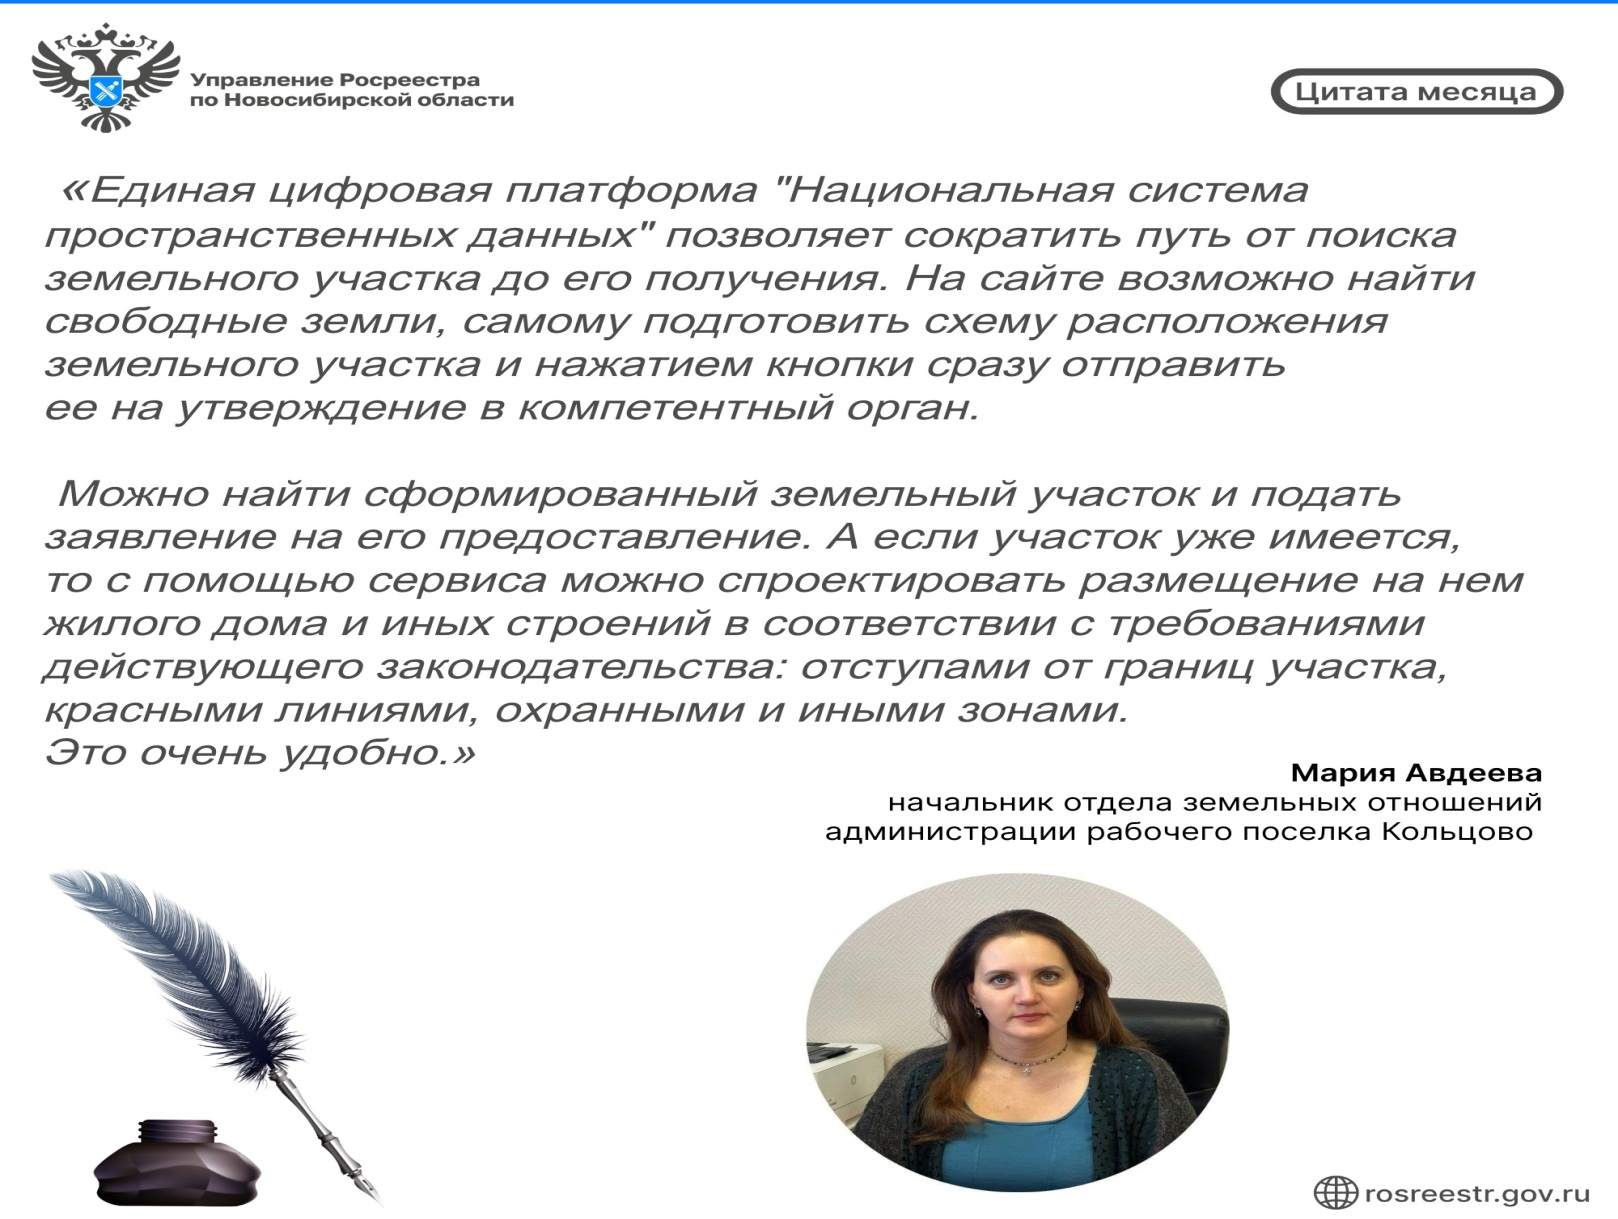 Управление Росреестра
по Новосибирской области
Цитата месяца
«Единая цифровая платформа "Национальная система
пространственных данных" позволяет сократить путь от поиска
земельного участка до его получения. На сайте возможно найти
свободные земли, самому подготовить схему расположения
земельного участка и нажатием кнопки сразу отправить
ее на утверждение в компетентный орган.
Можно найти сформированный земельный участок и подать
заявление на его предоставление. А если участок уже имеется,
то с помощью сервиса можно спроектировать размещение на нем
жилого дома и иных строений в соответствии с требованиями
действующего законодательства: отступами от границ участка,
красными линиями, охранными и иными зонами.
Это очень удобно.»
Мария Авдеева
начальник отдела земельных отношений
администрации рабочего поселка Кольцово
rosreestr.gov.ru